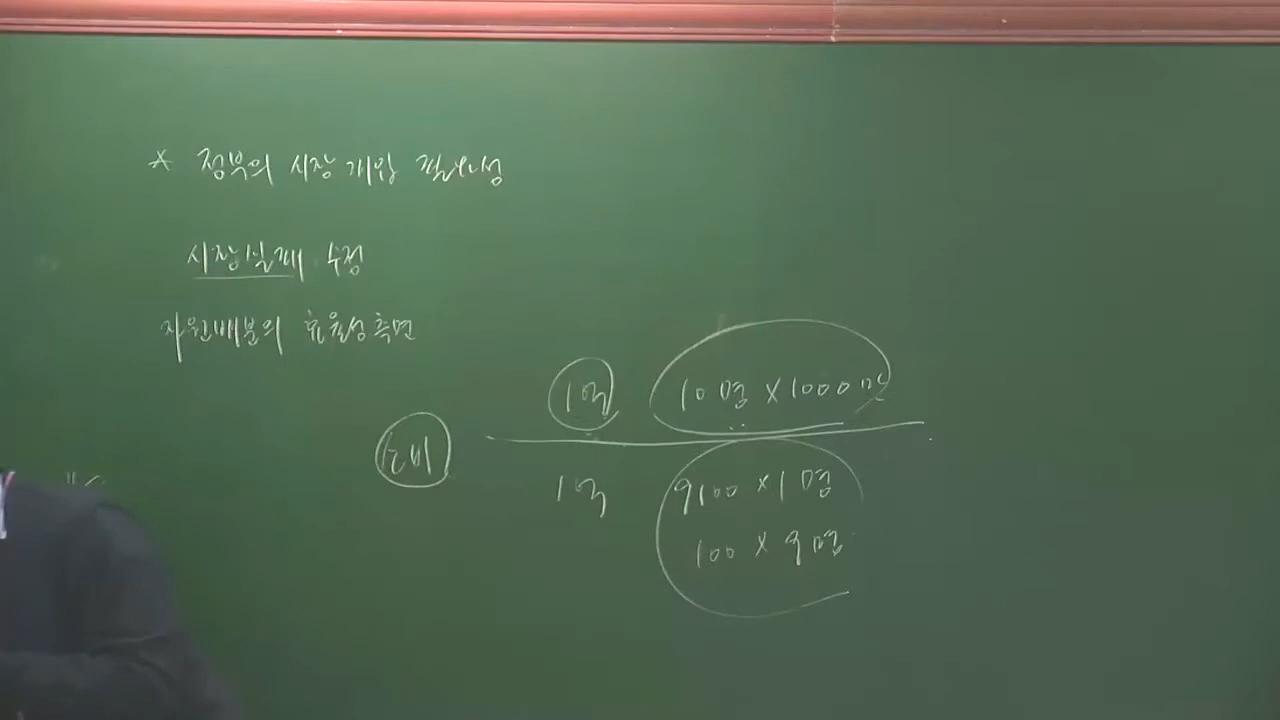 * 정부의 시장 개입 필요성
시장실패 수정
자원배분의 효율성측면
1억 10명 X 1000만
소비
1억 9100 X 1명
100 X 9명